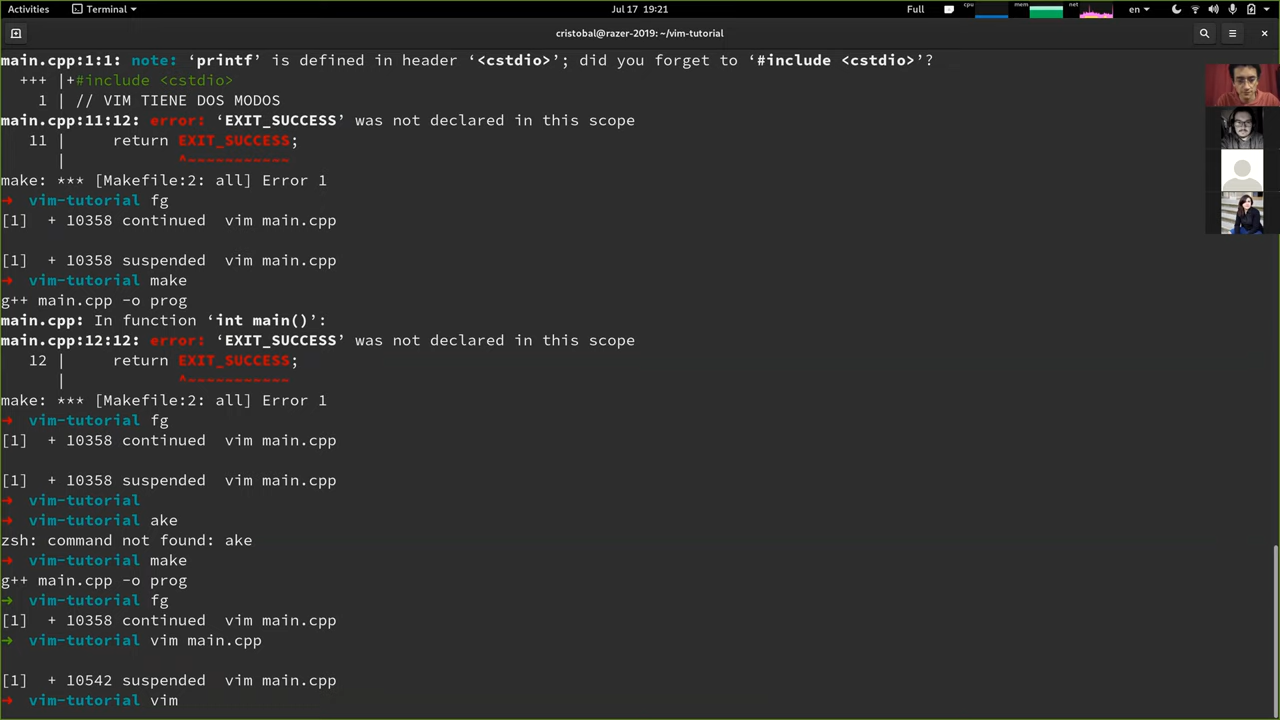 Activities
Terminal
Jul 17 19:21
Full
cpu
mem
net
en
cristobal@razer-2019: ~/vim-tutorial
main.cpp:1:1: note: ‘printf’ is defined in header ‘<cstdio>’; did you forget to ‘#include <cstdio>’?
+++ |+#include <cstdio>
1 | // VIM TIENE DOS MODOS
main.cpp:11:12: error: ‘EXIT_SUCCESS’ was not declared in this scope
11 | return EXIT_SUCCESS;
| ^~~~~~~~~~~~
make: *** [Makefile:2: all] Error 1
➜ vim-tutorial fg
[1] + 10358 continued vim main.cpp
[1] + 10358 suspended vim main.cpp
➜ vim-tutorial make
g++ main.cpp -o prog
main.cpp: In function ‘int main()’:
main.cpp:12:12: error: ‘EXIT_SUCCESS’ was not declared in this scope
12 | return EXIT_SUCCESS;
| ^~~~~~~~~~~~
make: *** [Makefile:2: all] Error 1
➜ vim-tutorial fg
[1] + 10358 continued vim main.cpp
[1] + 10358 suspended vim main.cpp
➜ vim-tutorial
➜ vim-tutorial ake
zsh: command not found: ake
➜ vim-tutorial make
g++ main.cpp -o prog
➜ vim-tutorial fg
[1] + 10358 continued vim main.cpp
➜ vim-tutorial vim main.cpp
[1] + 10542 suspended vim main.cpp
➜ vim-tutorial vim